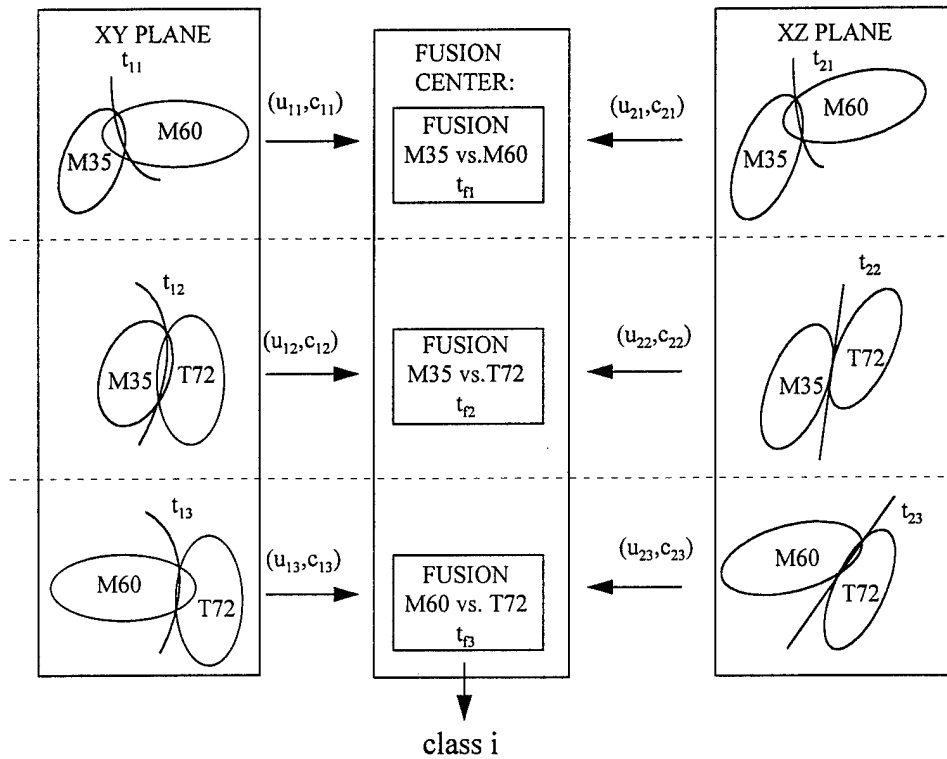 XY PLANE
t11
M60
M35
(u11,c11)
FUSION
CENTER:
FUSION
M35 vs.M60
tf1
(u21,c21)
XZ PLANE
t21
M60
M35
t12
M35
T72
(u12,c12)
FUSION
M35 vs.T72
tf2
(u22,c22)
t22
M35
T72
t13
M60
T72
(u13,c13)
FUSION
M60 vs. T72
tf3
(u23,c23)
t23
M60
T72
class i